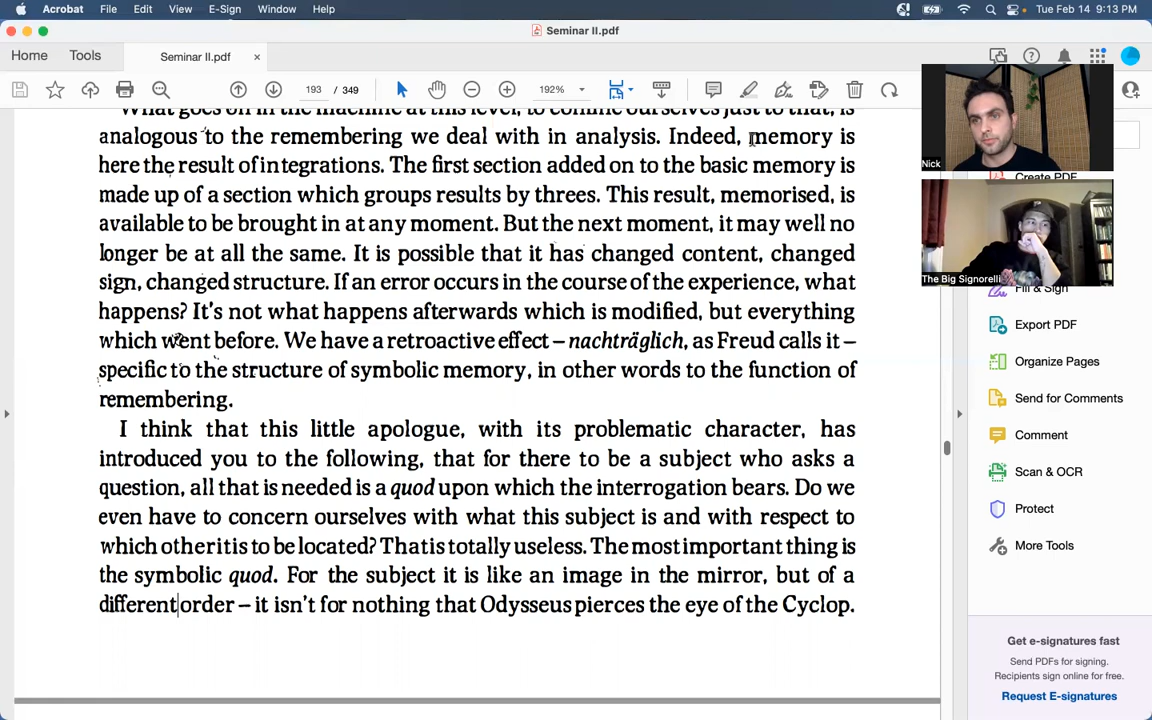 Acrobat File Edit View E-Sign Window Help Tue Feb 14 9:13 PM
Seminar II.pdf
Home Tools Seminar II.pdf ×
193 / 349 192%
What goes on in the machine at this level, to confine ourselves just to that, is
analogous to the remembering we deal with in analysis. Indeed, memory is
here the result of integrations. The first section added on to the basic memory is
made up of a section which groups results by threes. This result, memorised, is
available to be brought in at any moment. But the next moment, it may well no
longer be at all the same. It is possible that it has changed content, changed
sign, changed structure. If an error occurs in the course of the experience, what
happens? It's not what happens afterwards which is modified, but everything
which went before. We have a retroactive effect – nachträglich, as Freud calls it –
specific to the structure of symbolic memory, in other words to the function of
remembering.
I think that this little apologue, with its problematic character, has
introduced you to the following, that for there to be a subject who asks a
question, all that is needed is a quod upon which the interrogation bears. Do we
even have to concern ourselves with what this subject is and with respect to
which other it is to be located? That is totally useless. The most important thing is
the symbolic quod. For the subject it is like an image in the mirror, but of a
different order – it isn't for nothing that Odysseus pierces the eye of the Cyclop.
Nick
The Big Signorelli
Create PDF
Fill & Sign
Export PDF
Organize Pages
Send for Comments
Comment
Scan & OCR
Protect
More Tools
Get e-signatures fast
Send PDFs for signing.
Recipients sign online for free.
Request E-signatures